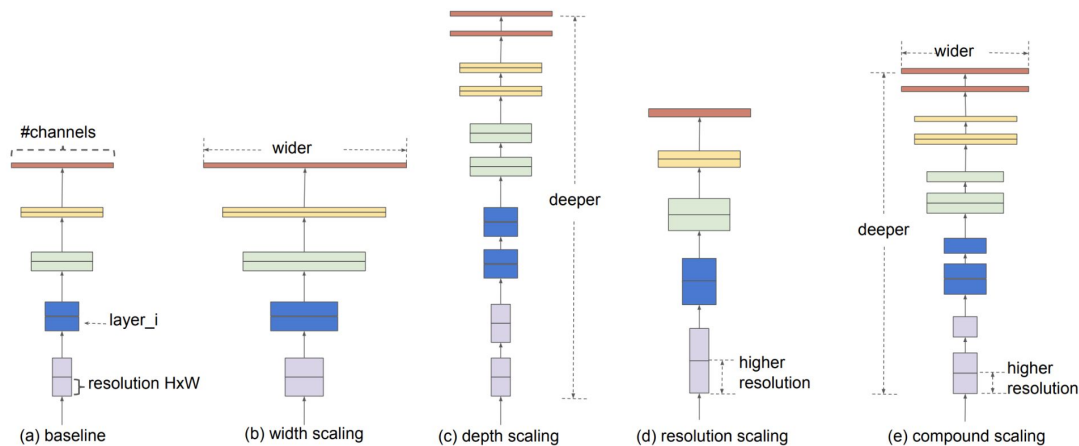 #channels
layer_i
resolution HxW
(a) baseline
wider
(b) width scaling
deeper
(c) depth scaling
higher
resolution
(d) resolution scaling
wider
deeper
higher
resolution
(e) compound scaling